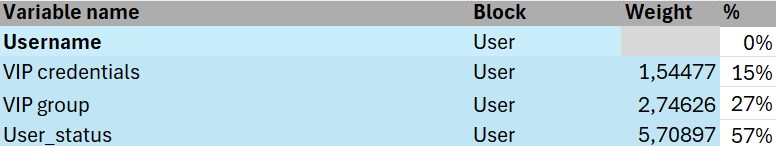 Variable name Block Weight %
Username User 0%
VIP credentials User 1,54477 15%
VIP group User 2,74626 27%
User_status User 5,70897 57%